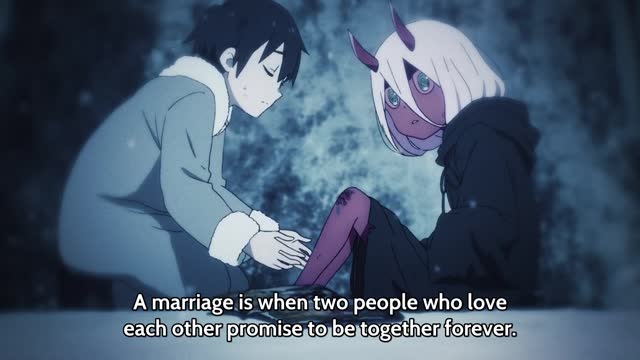 A marriage is when two people who love
each other promise to be together forever.